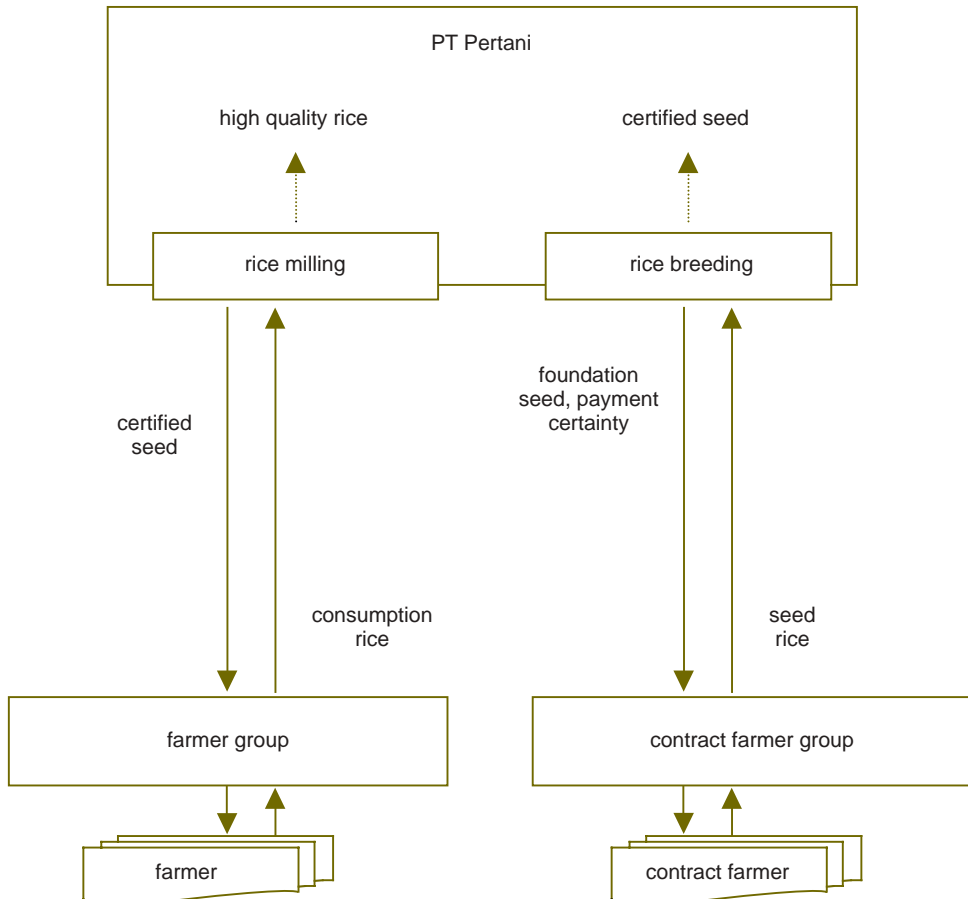 PT Pertani
high quality rice
certified seed
rice milling
rice breeding
foundation
seed, payment
certainty
certified
seed
consumption
rice
seed
rice
farmer group
contract farmer group
farmer
contract farmer